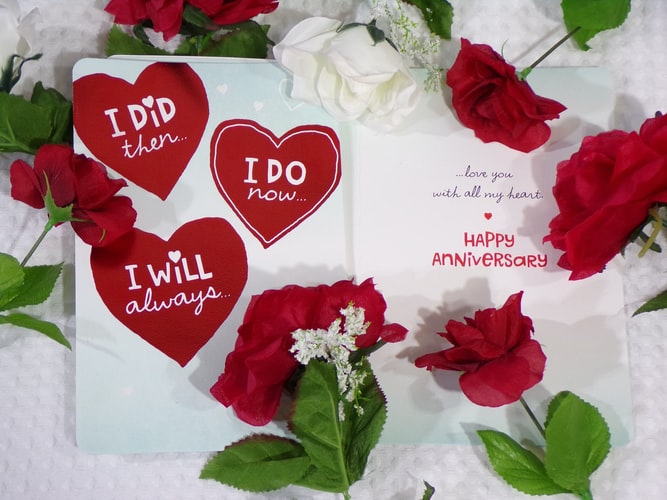 I DiD
then...
I DO
now...
I WiLL
always...
...love you
with all my heart.
HAPPY
ANNiVERSARY